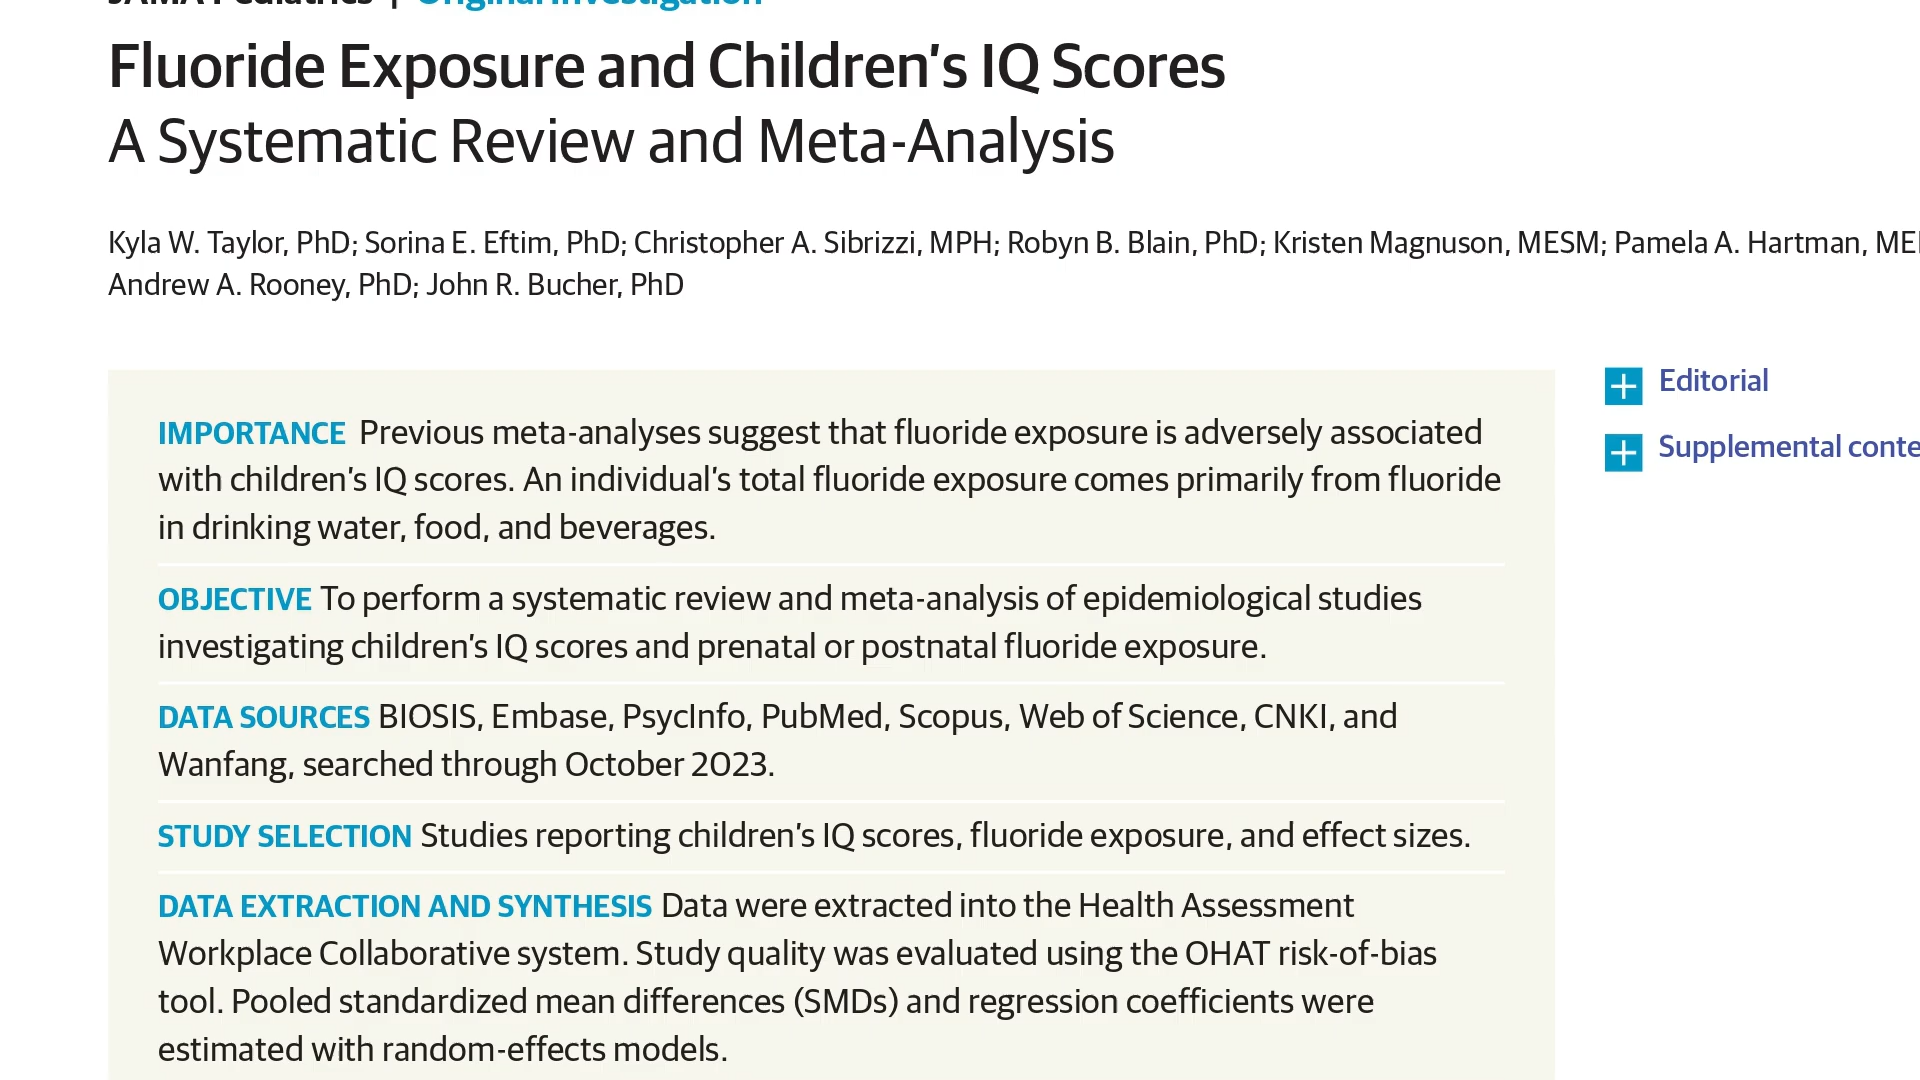 JAMA Pediatrics | Original Investigation
Fluoride Exposure and Children's IQ Scores
A Systematic Review and Meta-Analysis
Kyla W. Taylor, PhD; Sorina E. Eftim, PhD; Christopher A. Sibrizzi, MPH; Robyn B. Blain, PhD; Kristen Magnuson, MESM; Pamela A. Hartman,
Andrew A. Rooney, PhD; John R. Bucher, PhD
Editorial
Supplemental
IMPORTANCE Previous meta-analyses suggest that fluoride exposure is adversely associated
with children's IQ scores. An individual's total fluoride exposure comes primarily from fluoride
in drinking water, food, and beverages.
OBJECTIVE To perform a systematic review and meta-analysis of epidemiological studies
investigating children's IQ scores and prenatal or postnatal fluoride exposure.
DATA SOURCES BIOSIS, Embase, PsycInfo, PubMed, Scopus, Web of Science, CNKI, and
Wanfang, searched through October 2023.
STUDY SELECTION Studies reporting children's IQ scores, fluoride exposure, and effect sizes.
DATA EXTRACTION AND SYNTHESIS Data were extracted into the Health Assessment
Workplace Collaborative system. Study quality was evaluated using the OHAT risk-of-bias
tool. Pooled standardized mean differences (SMDs) and regression coefficients were
estimated with random-effects models.